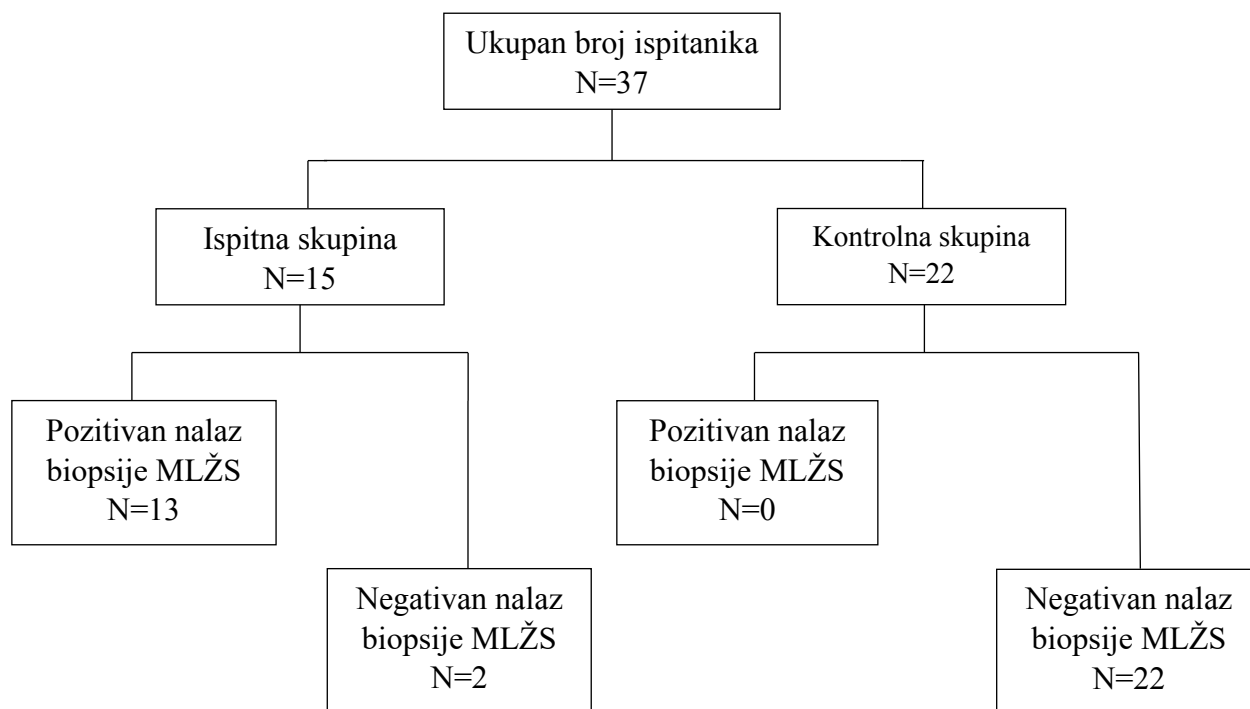 Ukupan broj ispitanika
N=37
Ispitna skupina
N=15
Kontrolna skupina
N=22
Pozitivan nalaz
biopsije MLŽS
N=13
Negativan nalaz
biopsije MLŽS
N=2
Pozitivan nalaz
biopsije MLŽS
N=0
Negativan nalaz
biopsije MLŽS
N=22